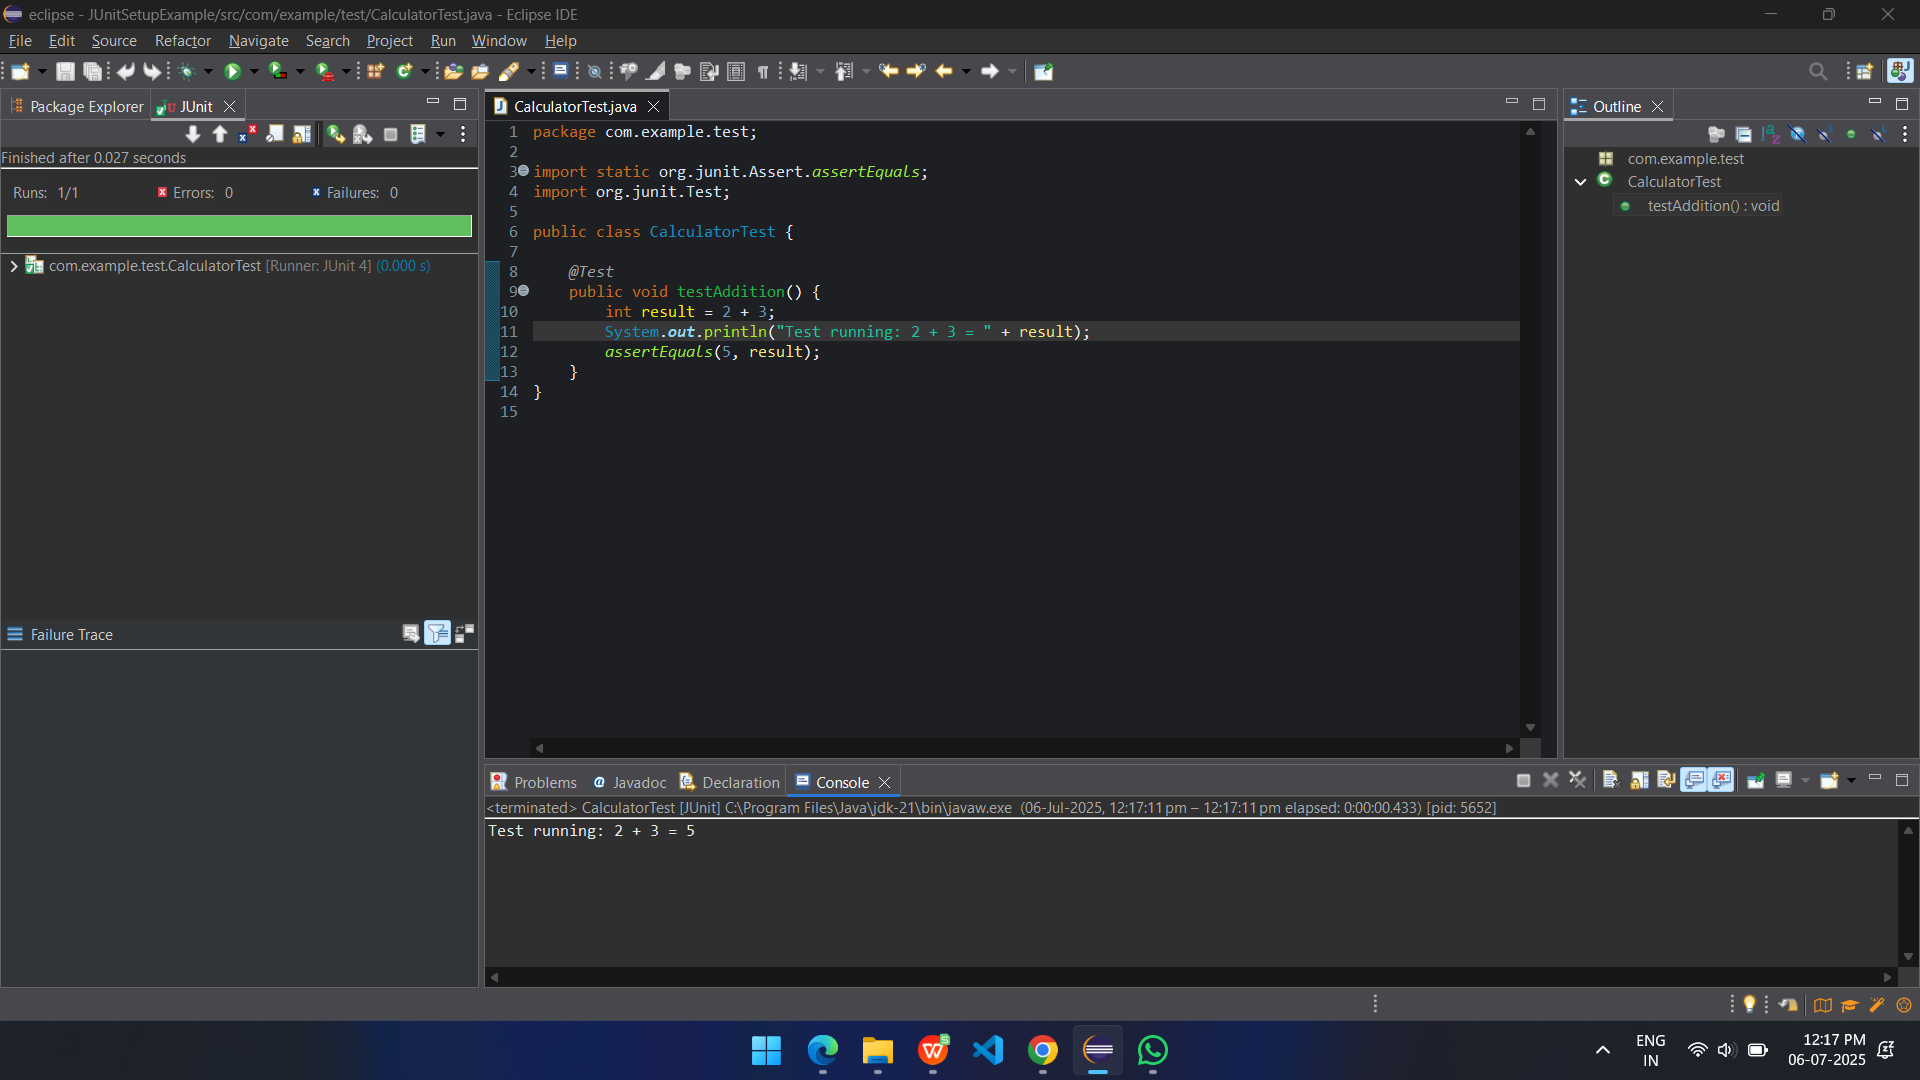 eclipse - JUnitSetupExample/src/com/example/test/CalculatorTest.java - Eclipse IDE
File Edit Source Refactor Navigate Search Project Run Window Help
Package Explorer JUnit
Finished after 0.027 seconds
Runs: 1/1 Errors: 0 Failures: 0
com.example.test.CalculatorTest [Runner: JUnit 4] (0.000 s)
Failure Trace
CalculatorTest.java
1 package com.example.test;
2
3 import static org.junit.Assert.assertEquals;
4 import org.junit.Test;
5
6 public class CalculatorTest {
7
8     @Test
9     public void testAddition() {
10         int result = 2 + 3;
11         System.out.println("Test running: 2 + 3 = " + result);
12         assertEquals(5, result);
13     }
14 }
15
Outline
com.example.test
CalculatorTest
testAddition() : void
Problems Javadoc Declaration Console
<terminated> CalculatorTest [JUnit] C:\Program Files\Java\jdk-21\bin\javaw.exe (06-Jul-2025, 12:17:11 pm – 12:17:11 pm elapsed: 0:00:00.433) [pid: 5652]
Test running: 2 + 3 = 5
ENG
IN
12:17 PM
06-07-2025